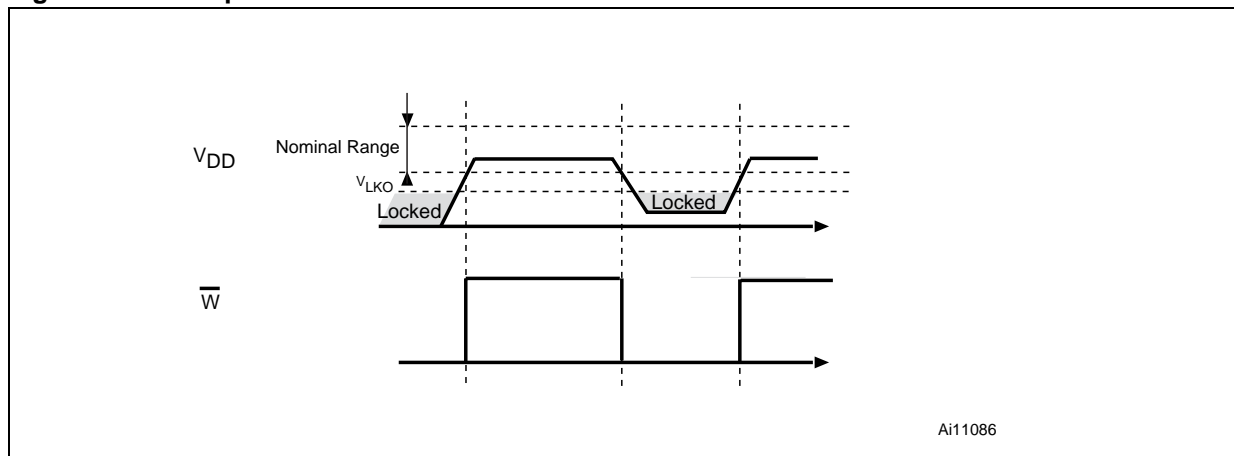 Nominal Range
VDD
VLKO
Locked
Locked
W
Ai11086